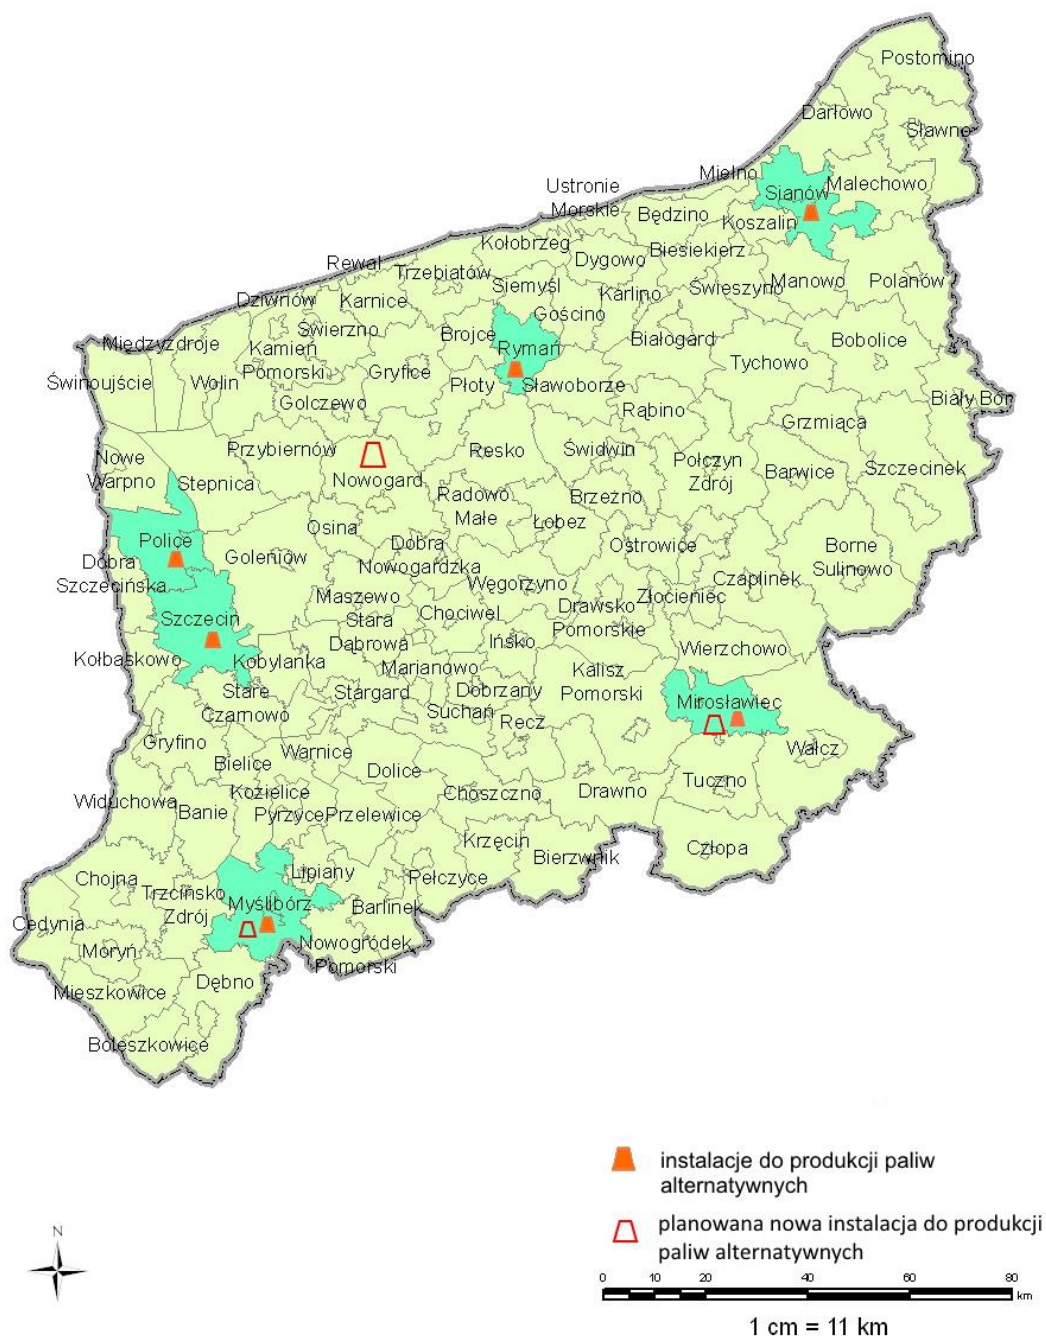 Postomino
Darłowo
Sławno
Mielno
Sianów
Malechowo
Ustronie
Morskie
Będzino
Koszalin
Kołobrzeg
Dygowo
Biesiekierz
Rewal
Trzebiatów
Siemyśl
Karlino
Świeszyno
Manowo
Polanów
Dziwnów
Karnice
Gościno
Świerzno
Brojce
Białogard
Bobolice
Międzyzdroje
Kamień
Pomorski
Rymań
Tychowo
Świnoujście
Wolin
Gryfice
Płoty
Sławoborze
Golczewo
Rąbino
Biały Bór
Grzmiąca
Przybiernów
Resko
Świdwin
Nowe
Warpno
Stepnica
Nowogard
Połczyn
Zdrój
Barwice
Szczecinek
Radowo
Małe
Brzeżno
Łobez
Osina
Police
Dobra
Szczecińska
Goleniów
Dobra
Nowogardzka
Ostrowice
Borne
Sulinowo
Węgorzyno
Czaplinek
Maszewo
Stara
Dąbrowa
Chociwel
Drawsko
Pomorskie
Złocieniec
Szczecin
Ińsko
Wierzchowo
Kołbaskowo
Kobylanka
Marianowo
Kalisz
Pomorski
Stare
Czarnowo
Stargard
Dobrzany
Suchań
Recz
Mirosławiec
Gryfino
Warnice
Wałcz
Bielice
Dolice
Tuczno
Widuchowa
Kozielice
Choszczno
Drawno
Banie
Pyrzyce
Przelewice
Krzęcin
Bierzwnik
Człopa
Chojna
Trzcińsko
Zdrój
Lipiany
Pełczyce
Myślibórz
Barlinek
Cedynia
Moryń
Nowogródek
Pomorski
Mieszkowice
Dębno
Boleszkowice
instalacje do produkcji paliw
alternatywnych
planowana nowa instalacja do produkcji
paliw alternatywnych
N
0 10 20 40 60 80
km
1 cm = 11 km